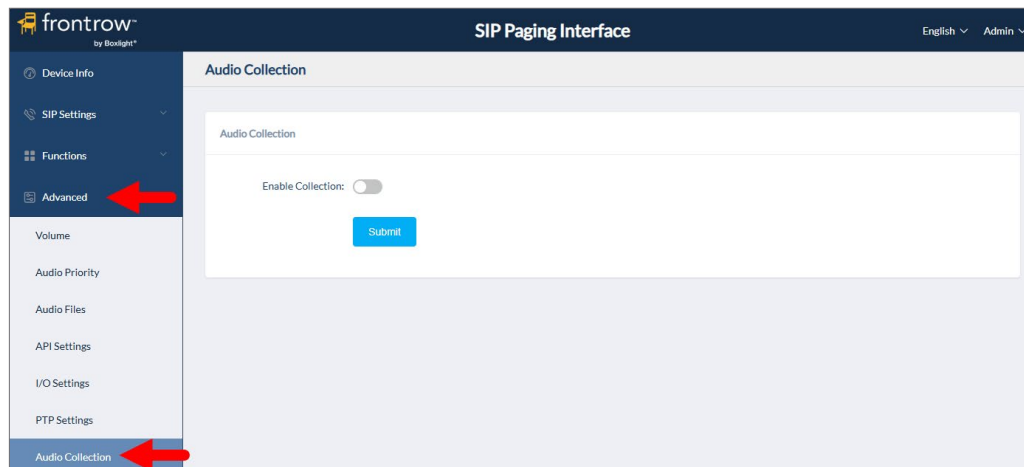 frontrow™
by Boxlight®
SIP Paging Interface
English
Admin
Device Info
SIP Settings
Functions
Advanced
Volume
Audio Priority
Audio Files
API Settings
I/O Settings
PTP Settings
Audio Collection
Audio Collection
Audio Collection
Enable Collection:
Submit